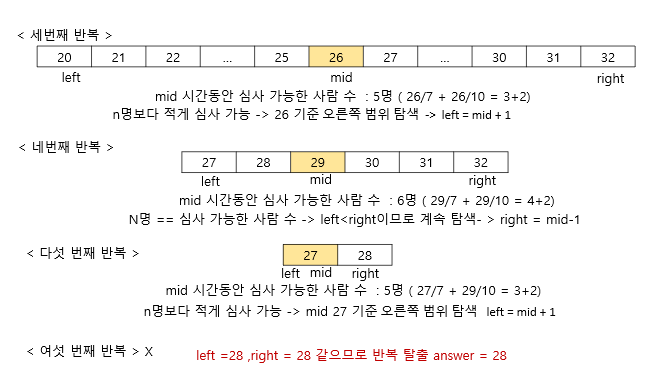 < 세번째 반복 >
20 21 22 ... 25 26 27 ... 30 31 32
left mid right
mid 시간동안 심사 가능한 사람 수 : 5명 ( 26/7 + 26/10 = 3+2)
n명보다 적게 심사 가능 -> 26 기준 오른쪽 범위 탐색 -> left = mid + 1
< 네번째 반복 >
27 28 29 30 31 32
left mid right
mid 시간동안 심사 가능한 사람 수 : 6명 ( 29/7 + 29/10 = 4+2)
N명 == 심사 가능한 사람 수 -> left<right이므로 계속 탐색- > right = mid-1
< 다섯 번째 반복 >
27 28
left mid right
mid 시간동안 심사 가능한 사람 수 : 5명 ( 27/7 + 29/10 = 3+2)
n명보다 적게 심사 가능 -> mid 27 기준 오른쪽 범위 탐색 left = mid + 1
< 여섯 번째 반복 > X
left =28 ,right = 28 같으므로 반복 탈출 answer = 28